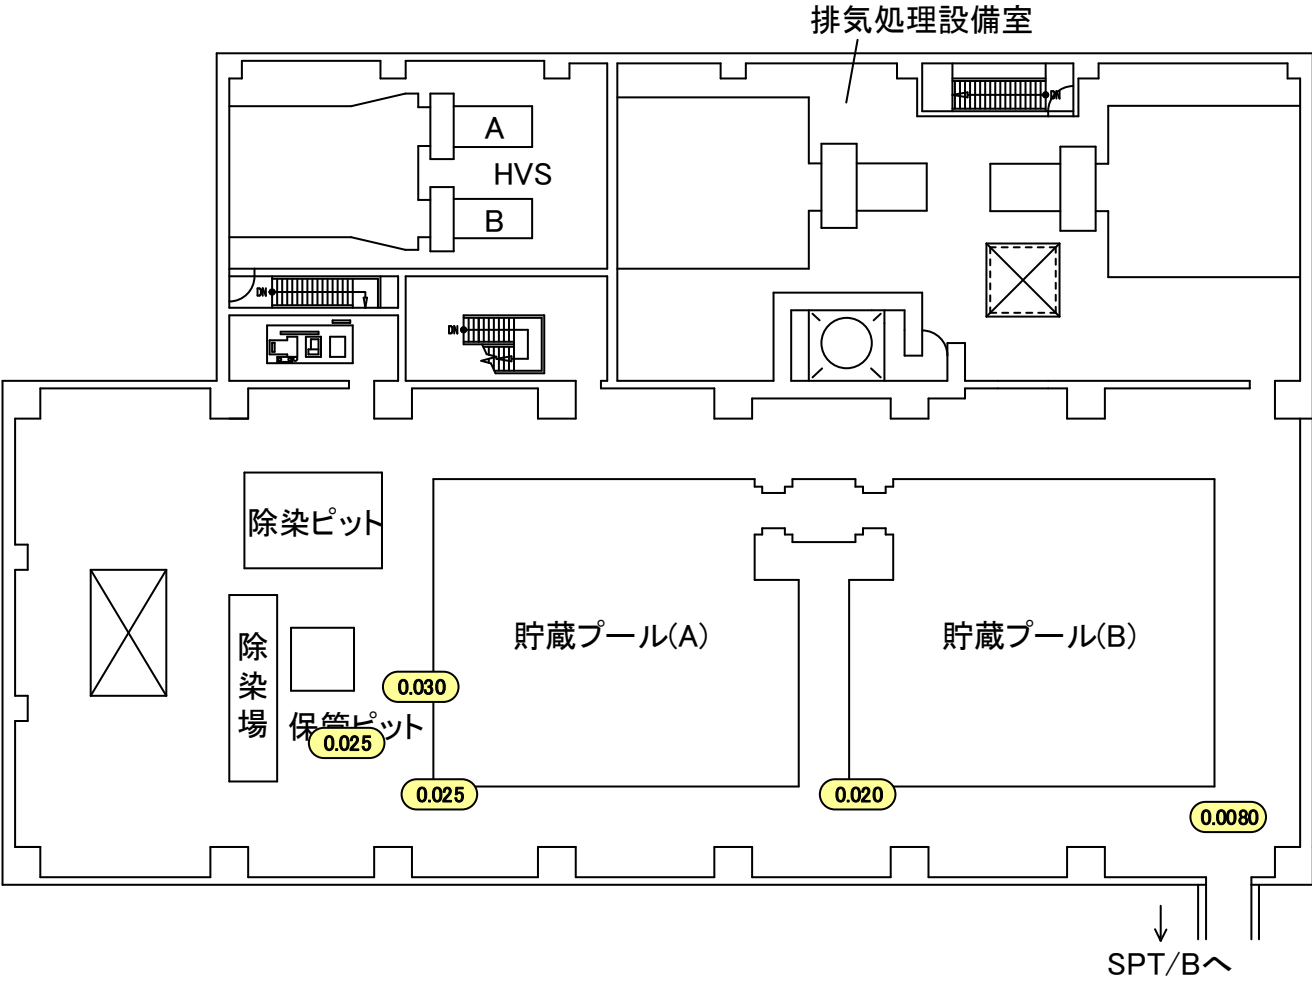 排気処理設備室
DN
A
HVS
B
DN
DN
除染ピット
貯蔵プール(A)
貯蔵プール(B)
除染場
0.030
保管ピット
0.025
0.025
0.020
0.0080
SPT/Bへ